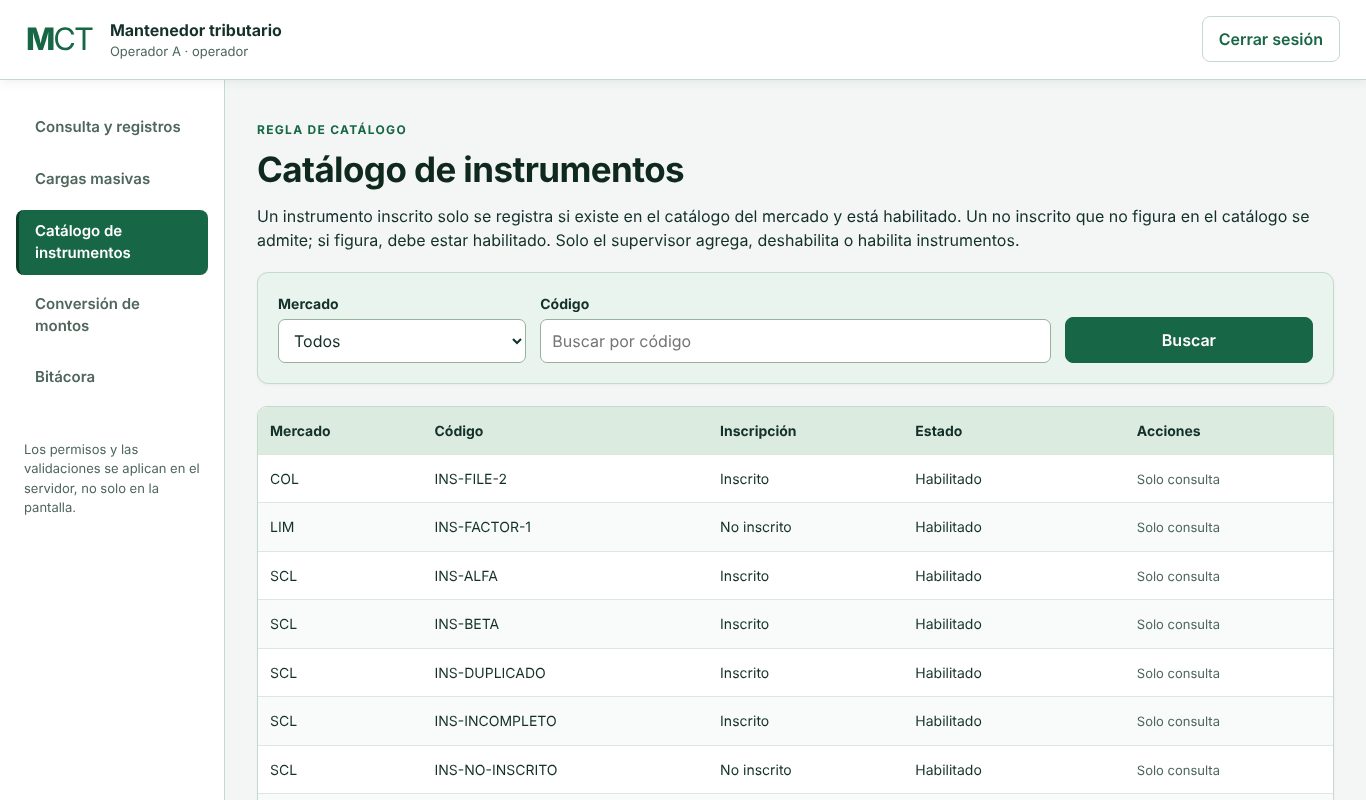 MCT
Mantenedor tributario
Operador A · operador
Cerrar sesión
Consulta y registros
Cargas masivas
Catálogo de
instrumentos
Conversión de
montos
Bitácora
Los permisos y las
validaciones se aplican en el
servidor, no solo en la
pantalla.
REGLA DE CATÁLOGO
Catálogo de instrumentos
Un instrumento inscrito solo se registra si existe en el catálogo del mercado y está habilitado. Un no inscrito que no figura en el catálogo se
admite; si figura, debe estar habilitado. Solo el supervisor agrega, deshabilita o habilita instrumentos.
Mercado Código
Todos Buscar por código Buscar
Mercado Código Inscripción Estado Acciones
COL INS-FILE-2 Inscrito Habilitado Solo consulta
LIM INS-FACTOR-1 No inscrito Habilitado Solo consulta
SCL INS-ALFA Inscrito Habilitado Solo consulta
SCL INS-BETA Inscrito Habilitado Solo consulta
SCL INS-DUPLICADO Inscrito Habilitado Solo consulta
SCL INS-INCOMPLETO Inscrito Habilitado Solo consulta
SCL INS-NO-INSCRITO No inscrito Habilitado Solo consulta